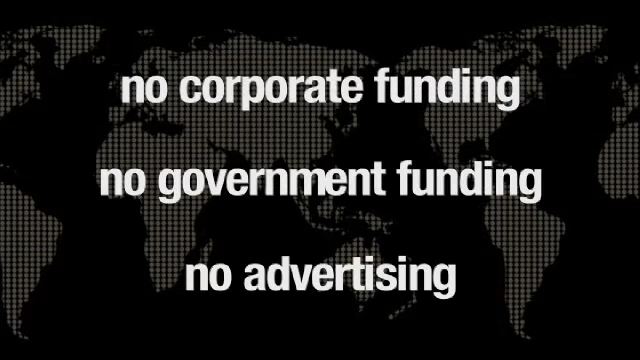 no corporate funding
no government funding
no advertising